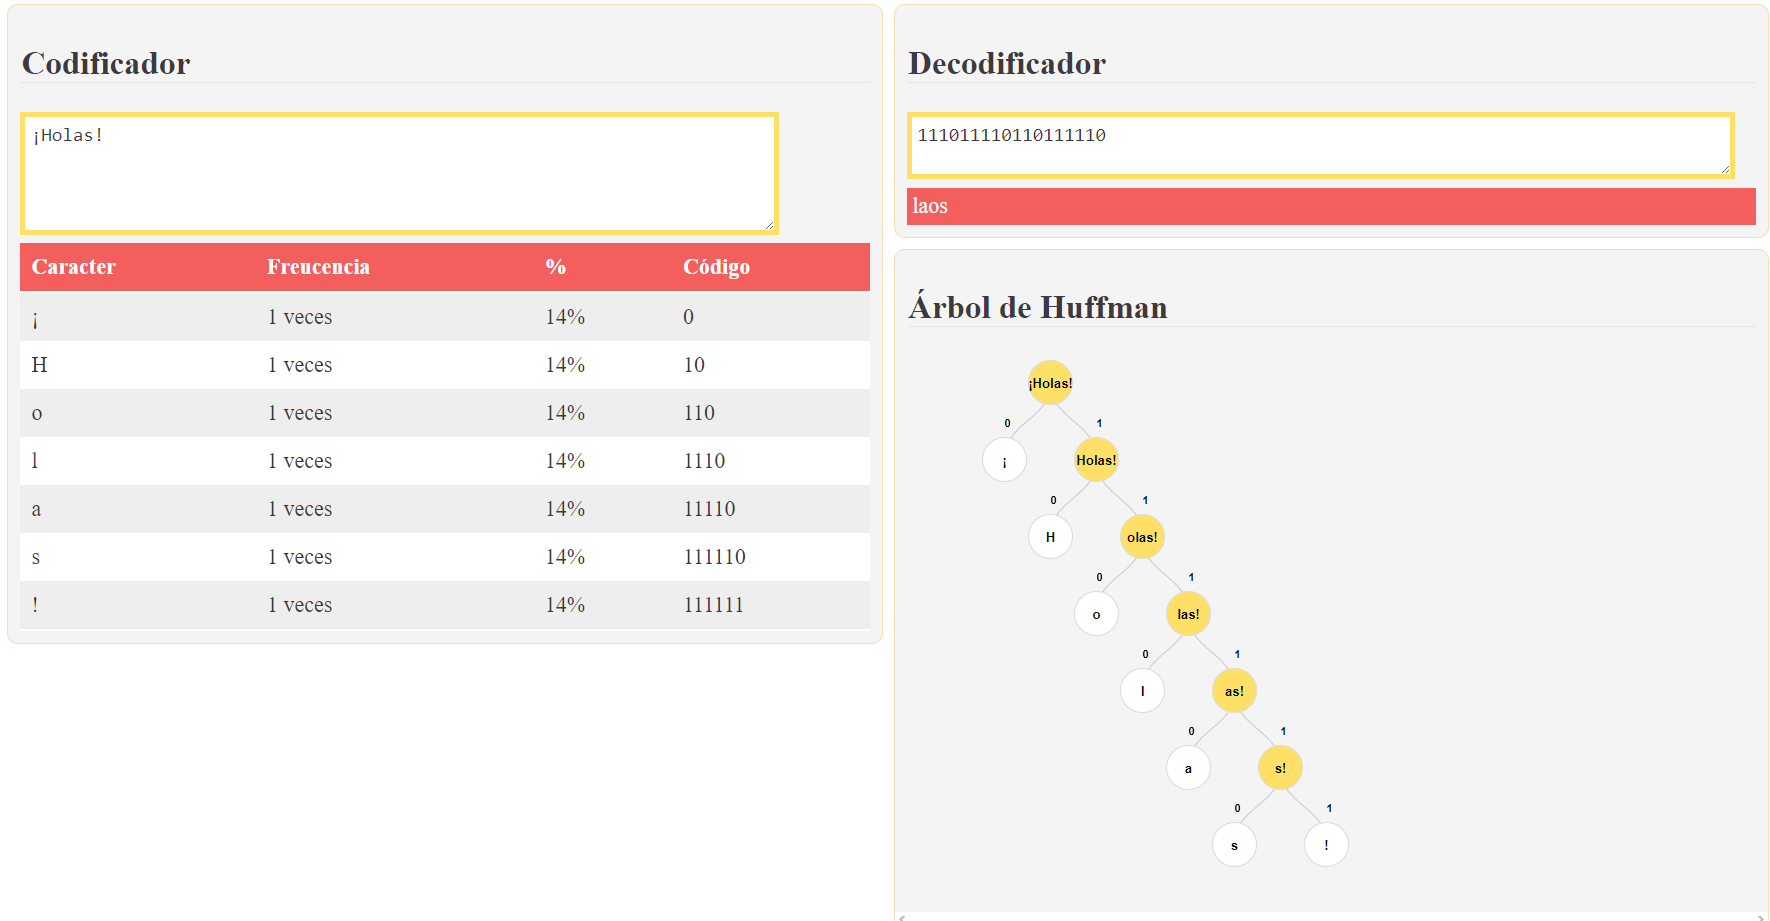 Codificador
¡Holas!
Caracter Freucencia % Código
¡ 1 veces 14% 0
H 1 veces 14% 10
o 1 veces 14% 110
l 1 veces 14% 1110
a 1 veces 14% 11110
s 1 veces 14% 111110
! 1 veces 14% 111111
Decodificador
111011110110111110
laos
Árbol de Huffman
¡Holas!
0 1
¡ Holas!
0 1
H olas!
0 1
o las!
0 1
l as!
0 1
a s!
0 1
s !